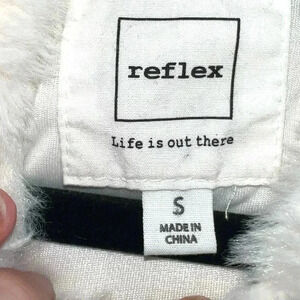 reflex
Life is out there
S
MADE IN
CHINA